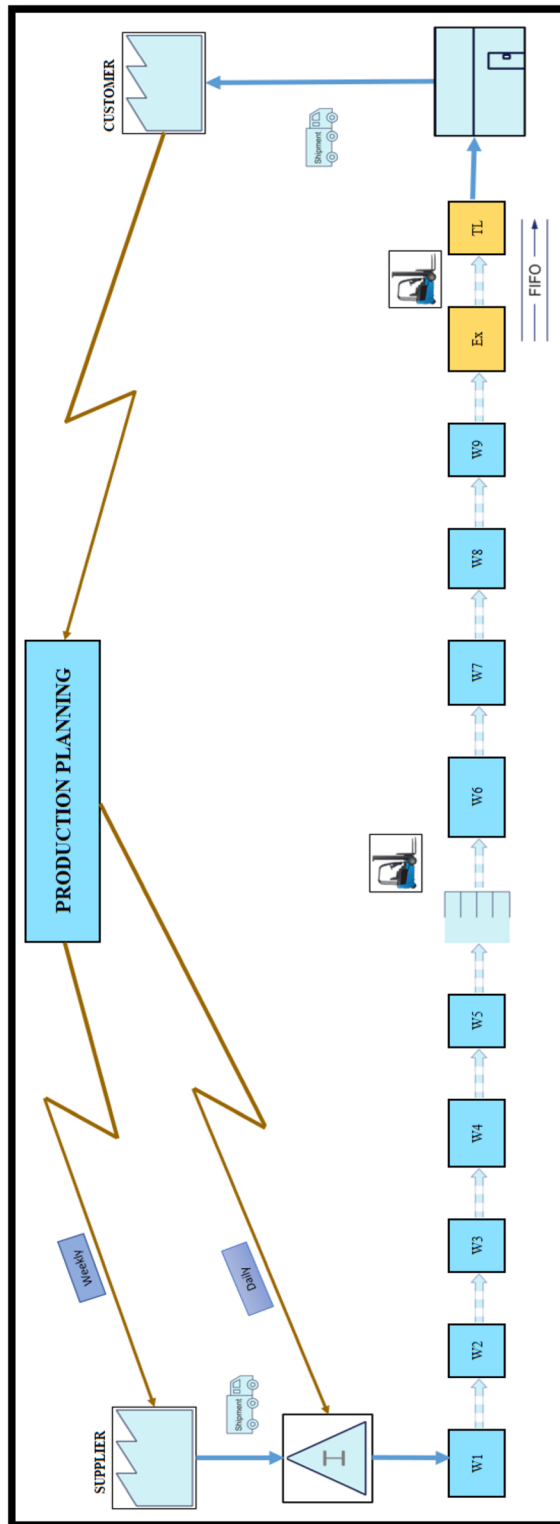 SUPPLIER
PRODUCTION PLANNING
CUSTOMER
Weekly
Daily
Shipment
Shipment
I
W1
W2
W3
W4
W5
W6
W7
W8
W9
Ex
TL
FIFO